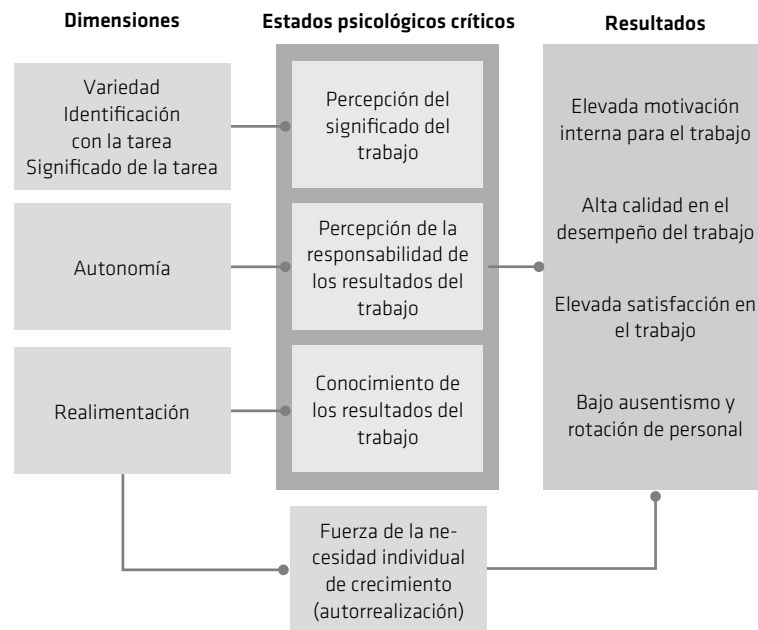 Dimensiones
Estados psicológicos críticos
Resultados
Variedad
Identificación
con la tarea
Significado de la tarea
Autonomía
Realimentación
Percepción del
significado del
trabajo
Percepción de la
responsabilidad de
los resultados del
trabajo
Conocimiento de
los resultados del
trabajo
Fuerza de la ne-
cesidad individual
de crecimiento
(autorrealización)
Elevada motivación
interna para el trabajo
Alta calidad en el
desempeño del trabajo
Elevada satisfacción en
el trabajo
Bajo ausentismo y
rotación de personal